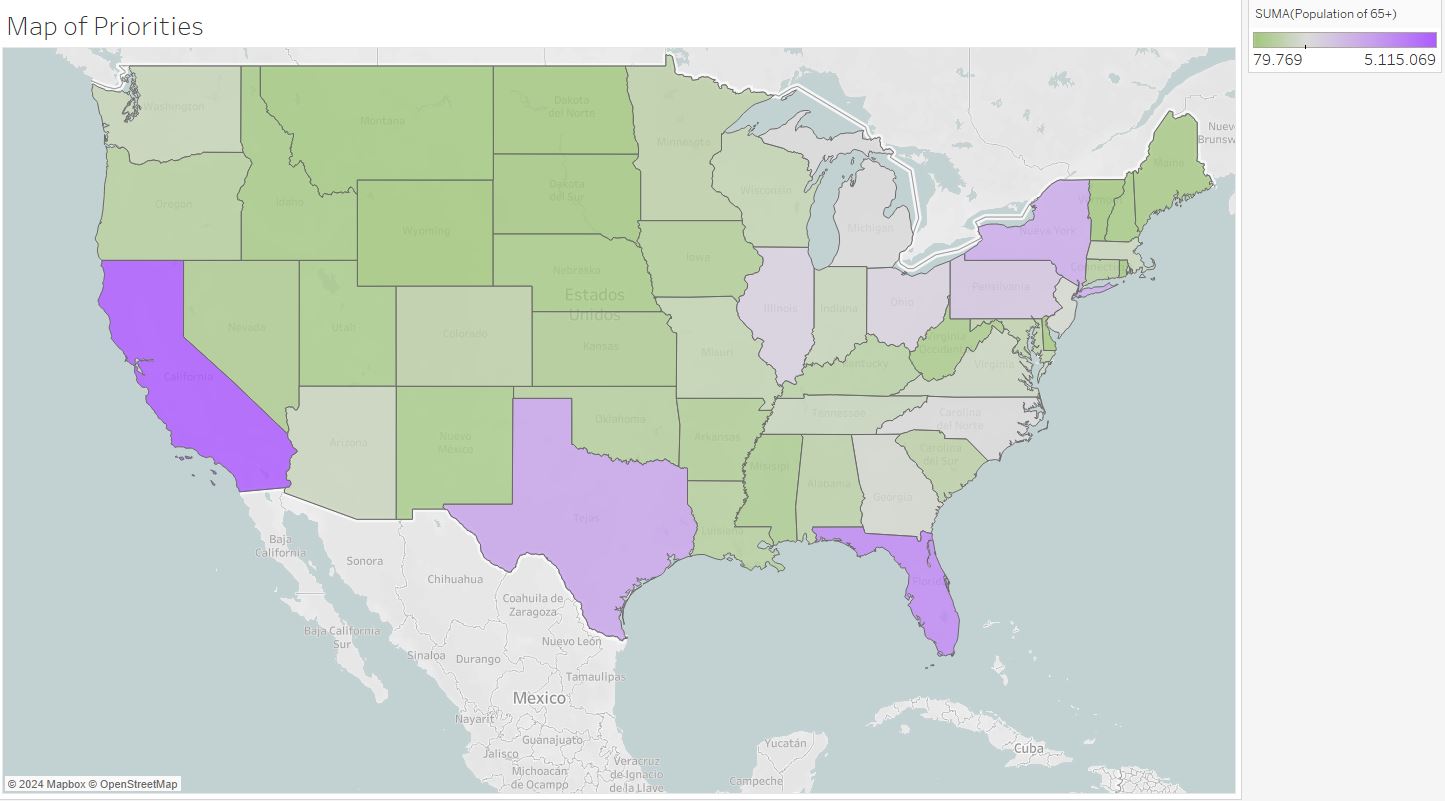 Map of Priorities
SUMA(Population of 65+)
79.769
5.115.069
Washington
Montana
Dakota
del Norte
Minnesota
Nuev
Brunsw
Maine
Vermont
Oregon
Idaho
Wyoming
Dakota
del Sur
Wisconsin
Michigan
Nueva York
Nebraska
Iowa
Connecticut
Estados
Unidos
Illinois
Indiana
Ohio
Pensilvania
Nevada
Utah
Colorado
Kansas
Misuri
Kentucky
Virginia
Occidental
Virginia
California
Arizona
Nuevo
México
Oklahoma
Arkansas
Tennessee
Carolina
del Norte
Misisipi
Alabama
Georgia
Carolina
del Sur
Tejas
Luisiana
Florida
Baja
California
Sonora
Chihuahua
Coahuila de
Zaragoza
Baja California
Sur
Sinaloa
Durango
Nuevo León
Tamaulipas
Mexico
Nayarit
Guanajuato
Jalisco
Michoacán
de Ocampo
Veracruz
de Ignacio
de la Llave
Yucatán
Campeche
Cuba
© 2024 Mapbox © OpenStreetMap